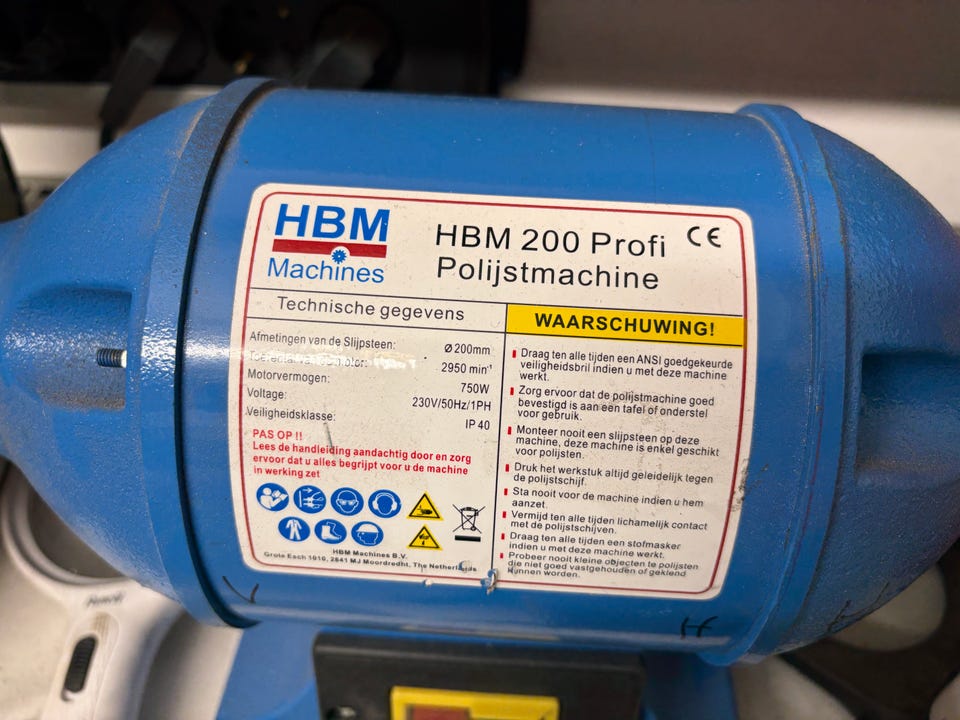 HBM
Machines
HBM 200 Profi
Polijstmachine
CE
Technische gegevens
Afmetingen van de Slijpsteen: Ø 200mm
2950 min⁻¹
Motorvermogen: 750W
Voltage: 230V/50Hz/1PH
Veiligheidsklasse: IP 40
PAS OP !!
Lees de handleiding aandachtig door en zorg
ervoor dat u alles begrijpt voor u de machine
in werking zet
HBM Machines B.V.
Grote Esch 1010, 2841 MJ Moordrecht, The Netherlands
WAARSCHUWING!
Draag ten alle tijden een ANSI goedgekeurde
veiligheidsbril indien u met deze machine
werkt.
Zorg ervoor dat de polijstmachine goed
bevestigd is aan een tafel of onderstel
voor gebruik.
Monteer nooit een slijpsteen op deze
machine, deze machine is enkel geschikt
voor polijsten.
Druk het werkstuk altijd geleidelijk tegen
de polijstschijf.
Sta nooit voor de machine indien u hem
aanzet.
Vermijd ten alle tijden lichamelijk contact
met de polijstschijven.
Draag ten alle tijden een stofmasker
indien u met deze machine werkt.
Probeer nooit kleine objecten te polijsten
die niet goed vastgehouden of geklend
kunnen worden.